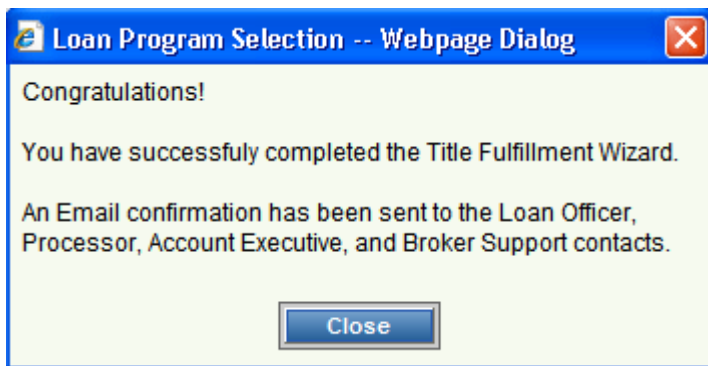 Loan Program Selection -- Webpage Dialog
Congratulations!
You have successfuly completed the Title Fulfillment Wizard.
An Email confirmation has been sent to the Loan Officer,
Processor, Account Executive, and Broker Support contacts.
Close